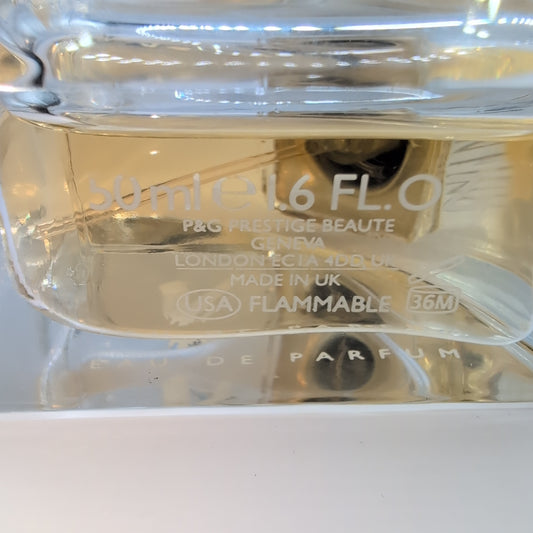 50ml e 1.6 FL.O
P&G PRESTIGE BEAUTE
GENEVA
LONDON EC1A 4DD UK
MADE IN UK
USA FLAMMABLE 36M
EAU DE PARFUM